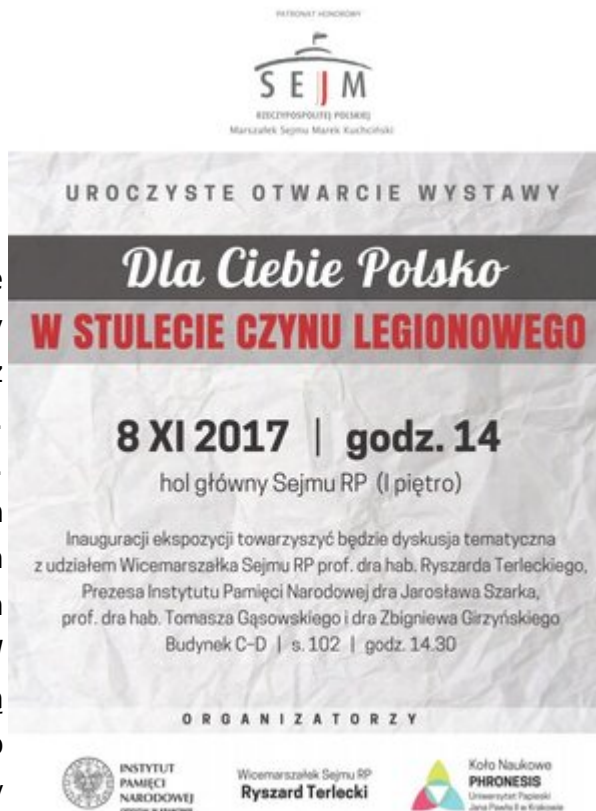 PATRONAT HONOROWY
SEJM
RZECZYPOSPOLITEJ POLSKIEJ
Marszałek Sejmu Marek Kuchciński
UROCZYSTE OTWARCIE WYSTAWY
Dla Ciebie Polsko
W STULECIE CZYNU LEGIONOWEGO
8 XI 2017 | godz. 14
hol główny Sejmu RP (I piętro)
Inauguracji ekspozycji towarzyszyć będzie dyskusja tematyczna
z udziałem Wicemarszałka Sejmu RP prof. dra hab. Ryszarda Terleckiego,
Prezesa Instytutu Pamięci Narodowej dra Jarosława Szarka,
prof. dra hab. Tomasza Gąsowskiego i dra Zbigniewa Girzyńskiego
Budynek C-D | s. 102 | godz. 14.30
ORGANIZATORZY
INSTYTUT
PAMIĘCI
NARODOWEJ
Wicemarszałek Sejmu RP
Ryszard Terlecki
Koło Naukowe
PHRONESIS
Uniwersytet Papieski
Jana Pawła II w Krakowie